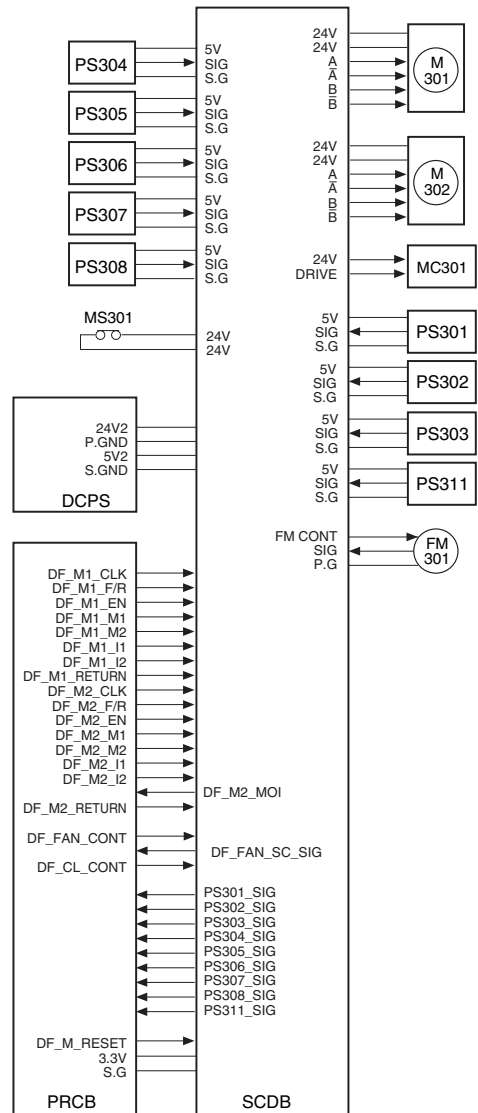 PS304
5V
SIG
S.G
PS305
5V
SIG
S.G
PS306
5V
SIG
S.G
PS307
5V
SIG
S.G
PS308
5V
SIG
S.G
MS301
24V
24V
24V2
P.GND
5V2
S.GND
DCPS
24V
24V
A
A̅
B
B̅
M
301
24V
24V
A
A̅
B
B̅
M
302
24V
DRIVE
MC301
5V
SIG
S.G
PS301
5V
SIG
S.G
PS302
5V
SIG
S.G
PS303
5V
SIG
S.G
PS311
FM CONT
SIG
P.G
FM
301
DF_M1_CLK
DF_M1_F/R
DF_M1_EN
DF_M1_M1
DF_M1_M2
DF_M1_I1
DF_M1_I2
DF_M1_RETURN
DF_M2_CLK
DF_M2_F/R
DF_M2_EN
DF_M2_M1
DF_M2_M2
DF_M2_I1
DF_M2_I2
DF_M2_MOI
DF_M2_RETURN
DF_FAN_CONT
DF_FAN_SC_SIG
DF_CL_CONT
PS301_SIG
PS302_SIG
PS303_SIG
PS304_SIG
PS305_SIG
PS306_SIG
PS307_SIG
PS308_SIG
PS311_SIG
DF_M_RESET
3.3V
S.G
PRCB
SCDB